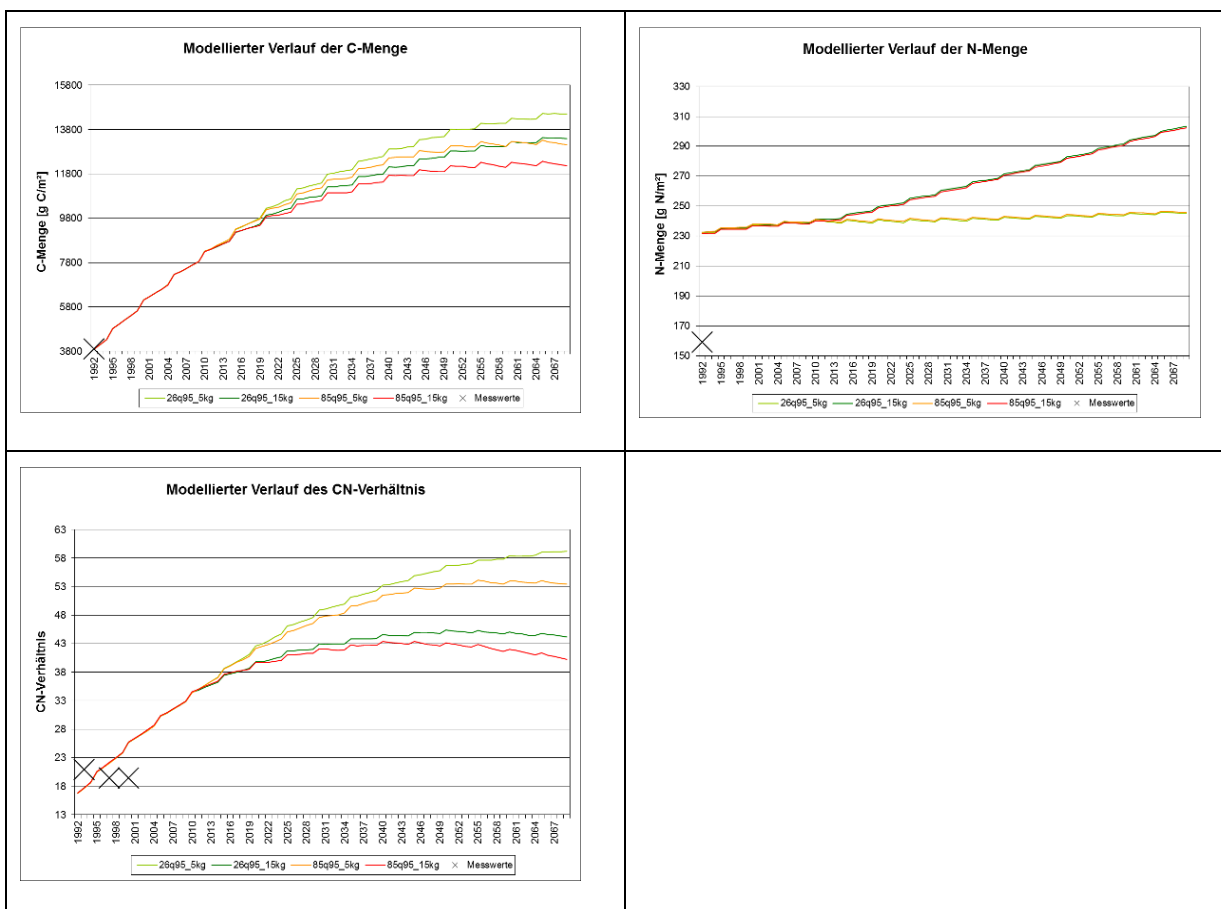 Modellierter Verlauf der C-Menge
C-Menge [g C/m²]
15800
13800
11800
9800
7800
5800
3800
1992 1995 1998 2001 2004 2007 2010 2013 2016 2019 2022 2025 2028 2031 2034 2037 2040 2043 2046 2049 2052 2055 2058 2061 2064 2067
26q95_5kg 26q95_15kg 85q95_5kg 85q95_15kg Messwerte
Modellierter Verlauf der N-Menge
N-Menge [g N/m²]
330
310
290
270
250
230
210
190
170
150
1992 1995 1998 2001 2004 2007 2010 2013 2016 2019 2022 2025 2028 2031 2034 2037 2040 2043 2046 2049 2052 2055 2058 2061 2064 2067
26q95_5kg 26q95_15kg 85q95_5kg 85q95_15kg Messwerte
Modellierter Verlauf des CN-Verhältnis
CN-Verhältnis
63
58
53
48
43
38
33
28
23
18
13
1992 1995 1998 2001 2004 2007 2010 2013 2016 2019 2022 2025 2028 2031 2034 2037 2040 2043 2046 2049 2052 2055 2058 2061 2064 2067
26q95_5kg 26q95_15kg 85q95_5kg 85q95_15kg Messwerte